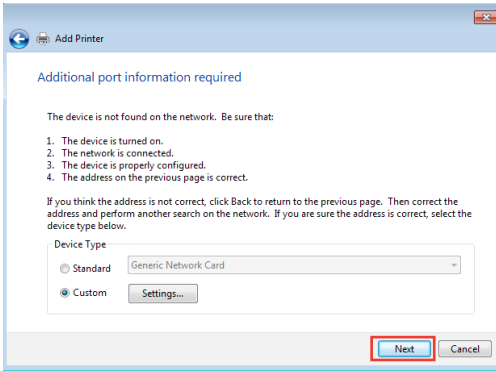 Add Printer
Additional port information required
The device is not found on the network. Be sure that:
1. The device is turned on.
2. The network is connected.
3. The device is properly configured.
4. The address on the previous page is correct.
If you think the address is not correct, click Back to return to the previous page. Then correct the
address and perform another search on the network. If you are sure the address is correct, select the
device type below.
Device Type
Standard
Generic Network Card
Custom
Settings...
Next
Cancel